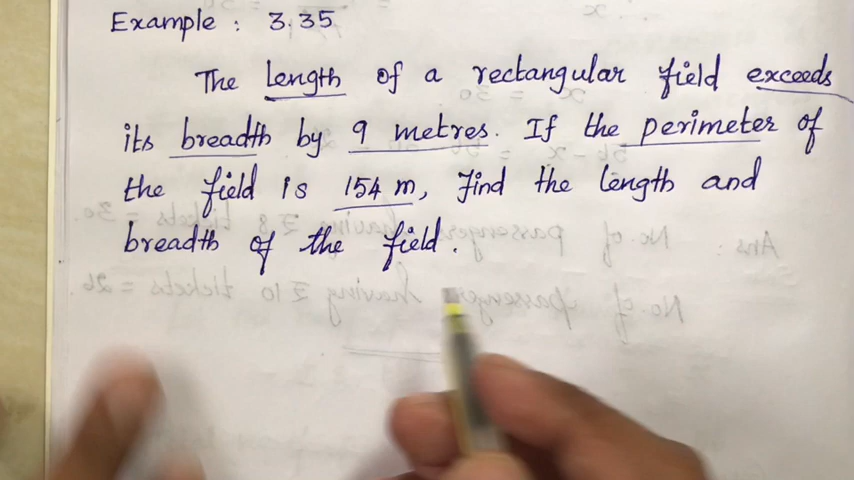 Example : 3.35
The length of a rectangular field exceeds
its breadth by 9 metres. If the perimeter of
the field is 154 m, find the length and
breadth of the field.